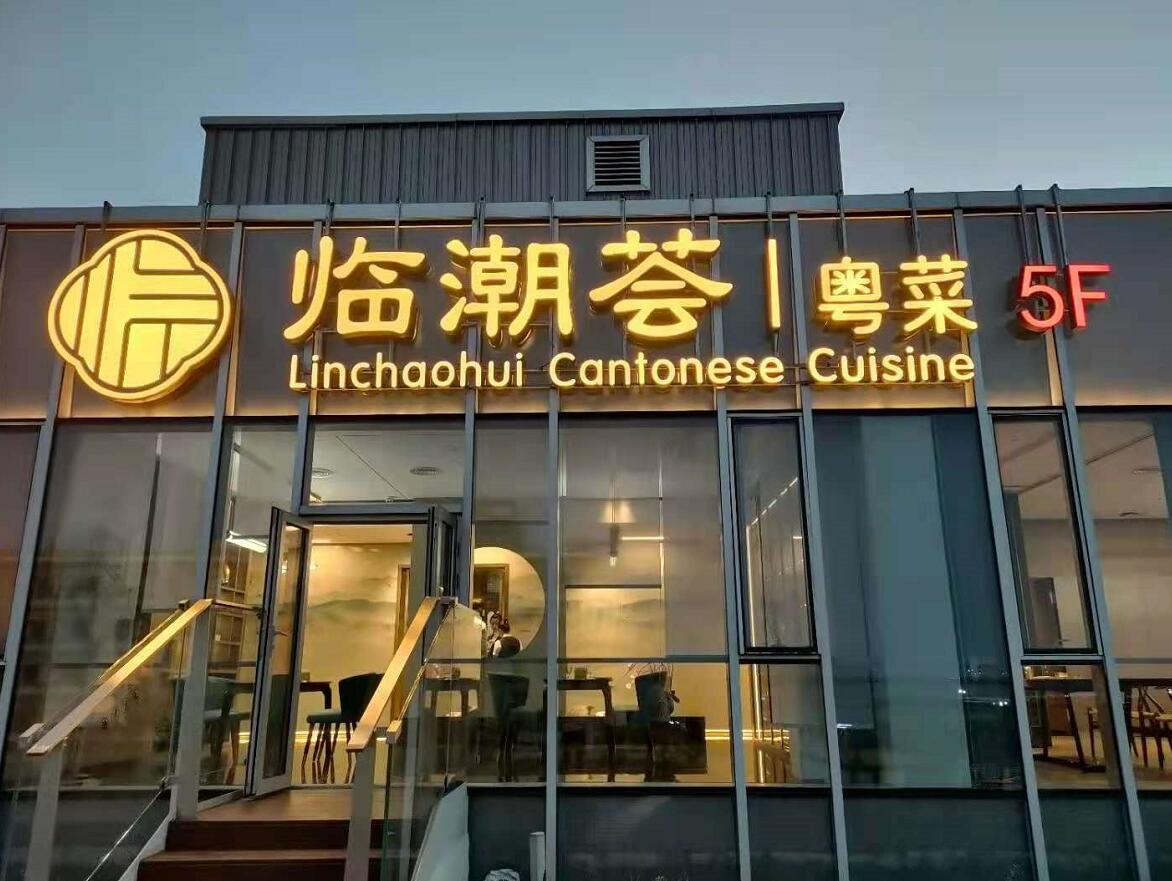 临潮荟 | 粤菜 5F
Linchaohui Cantonese Cuisine